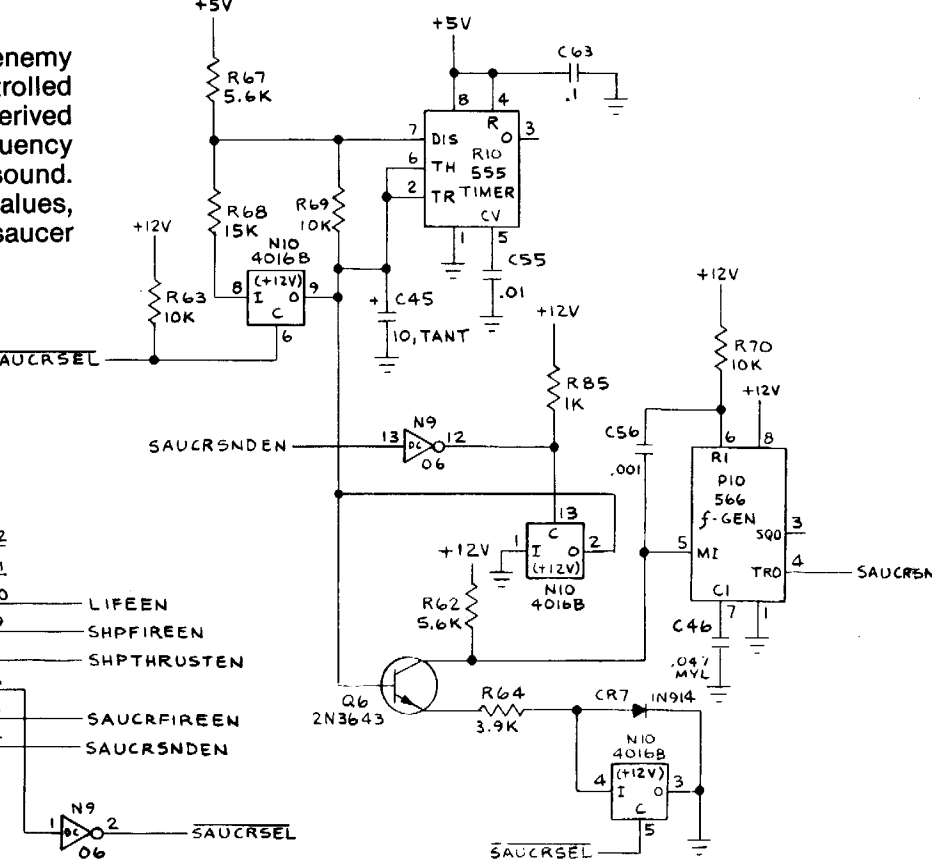 +5V
enemy
trolled
erived
uency
sound.
alues,
saucer
R67
5.6K
+5V
C63
.1
8
4
7
DIS
R
O
3
6
TH
R10
555
2
TR
TIMER
CV
1
5
C55
.01
R68
15K
R69
10K
N10
4016B
(+12V)
8
I
O
9
C
6
+12V
R63
10K
+
C45
10, TANT
AUCRSEL
+12V
R85
1K
SAUCRSNDEN
13
N9
DC
12
06
13
C
1
I
O
2
(+12V)
N10
4016B
+12V
R62
5.6K
+12V
R70
10K
+12V
C56
.001
6
8
R1
P10
566
f-GEN
SQO
3
5
MI
TRO
4
SAUCRSN
C1
7
1
C46
MYL
Q6
2N3643
R64
3.9K
CR7
1N914
N10
4016B
(+12V)
4
I
O
3
C
5
SAUCRSEL
LIFEEN
SHPFIREEN
SHPTHRUSTEN
SAUCRFIREEN
SAUCRSNDEN
N9
1
DC
2
06
SAUCRSEL